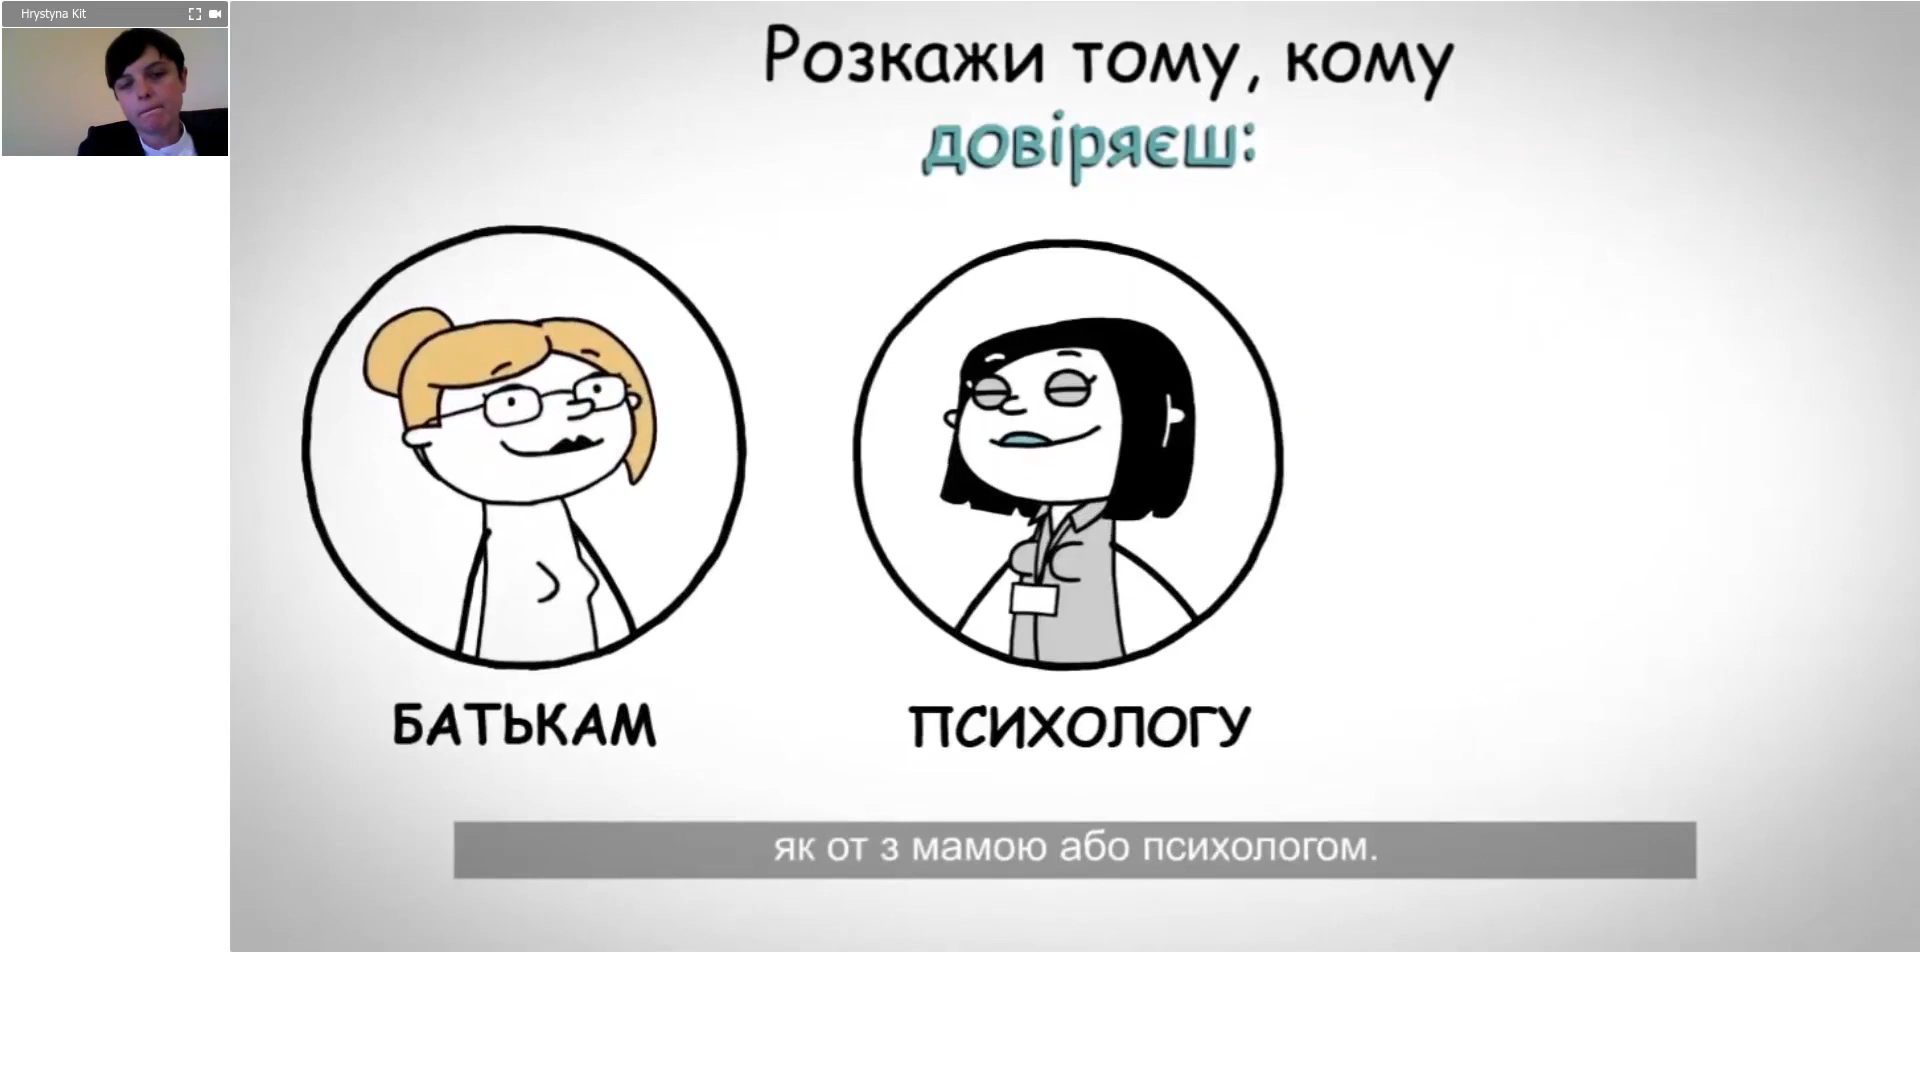 Hrystyna Kit
Розкажи тому, кому
довіряєш:
БАТЬКАМ
ПСИХОЛОГУ
як от з мамою або психологом.